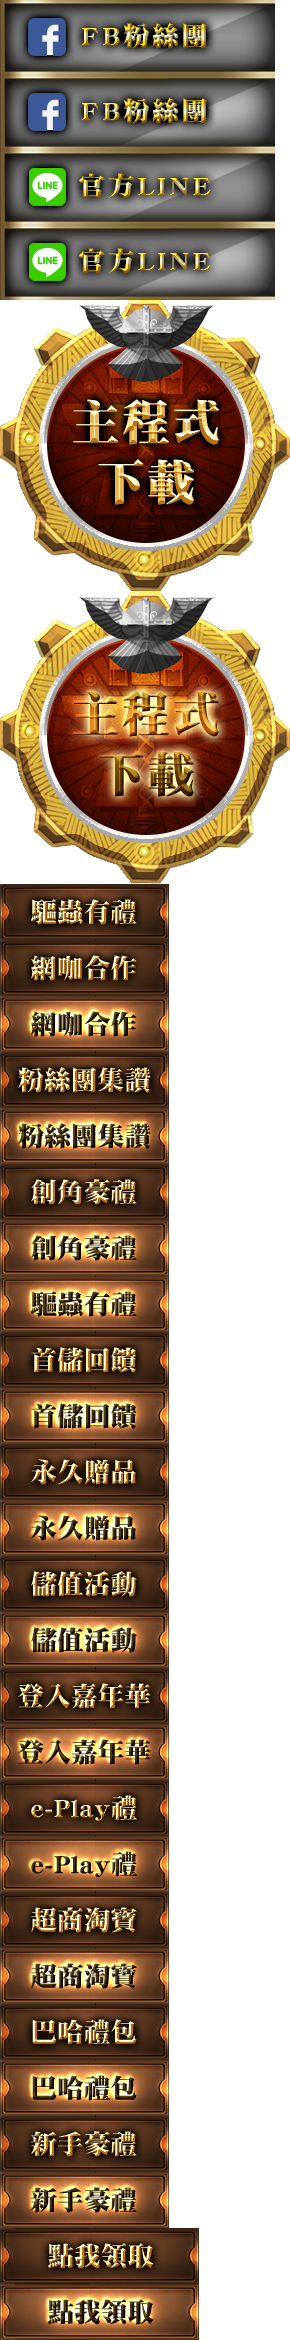 FB粉絲團
FB粉絲團
LINE 官方LINE
LINE 官方LINE
主程式
下載
主程式
下載
驅蟲有禮
網咖合作
網咖合作
粉絲團集讚
粉絲團集讚
創角豪禮
創角豪禮
驅蟲有禮
首儲回饋
首儲回饋
永久贈品
永久贈品
儲值活動
儲值活動
登入嘉年華
登入嘉年華
e-Play禮
e-Play禮
超商淘寶
超商淘寶
巴哈禮包
巴哈禮包
新手豪禮
新手豪禮
點我領取
點我領取